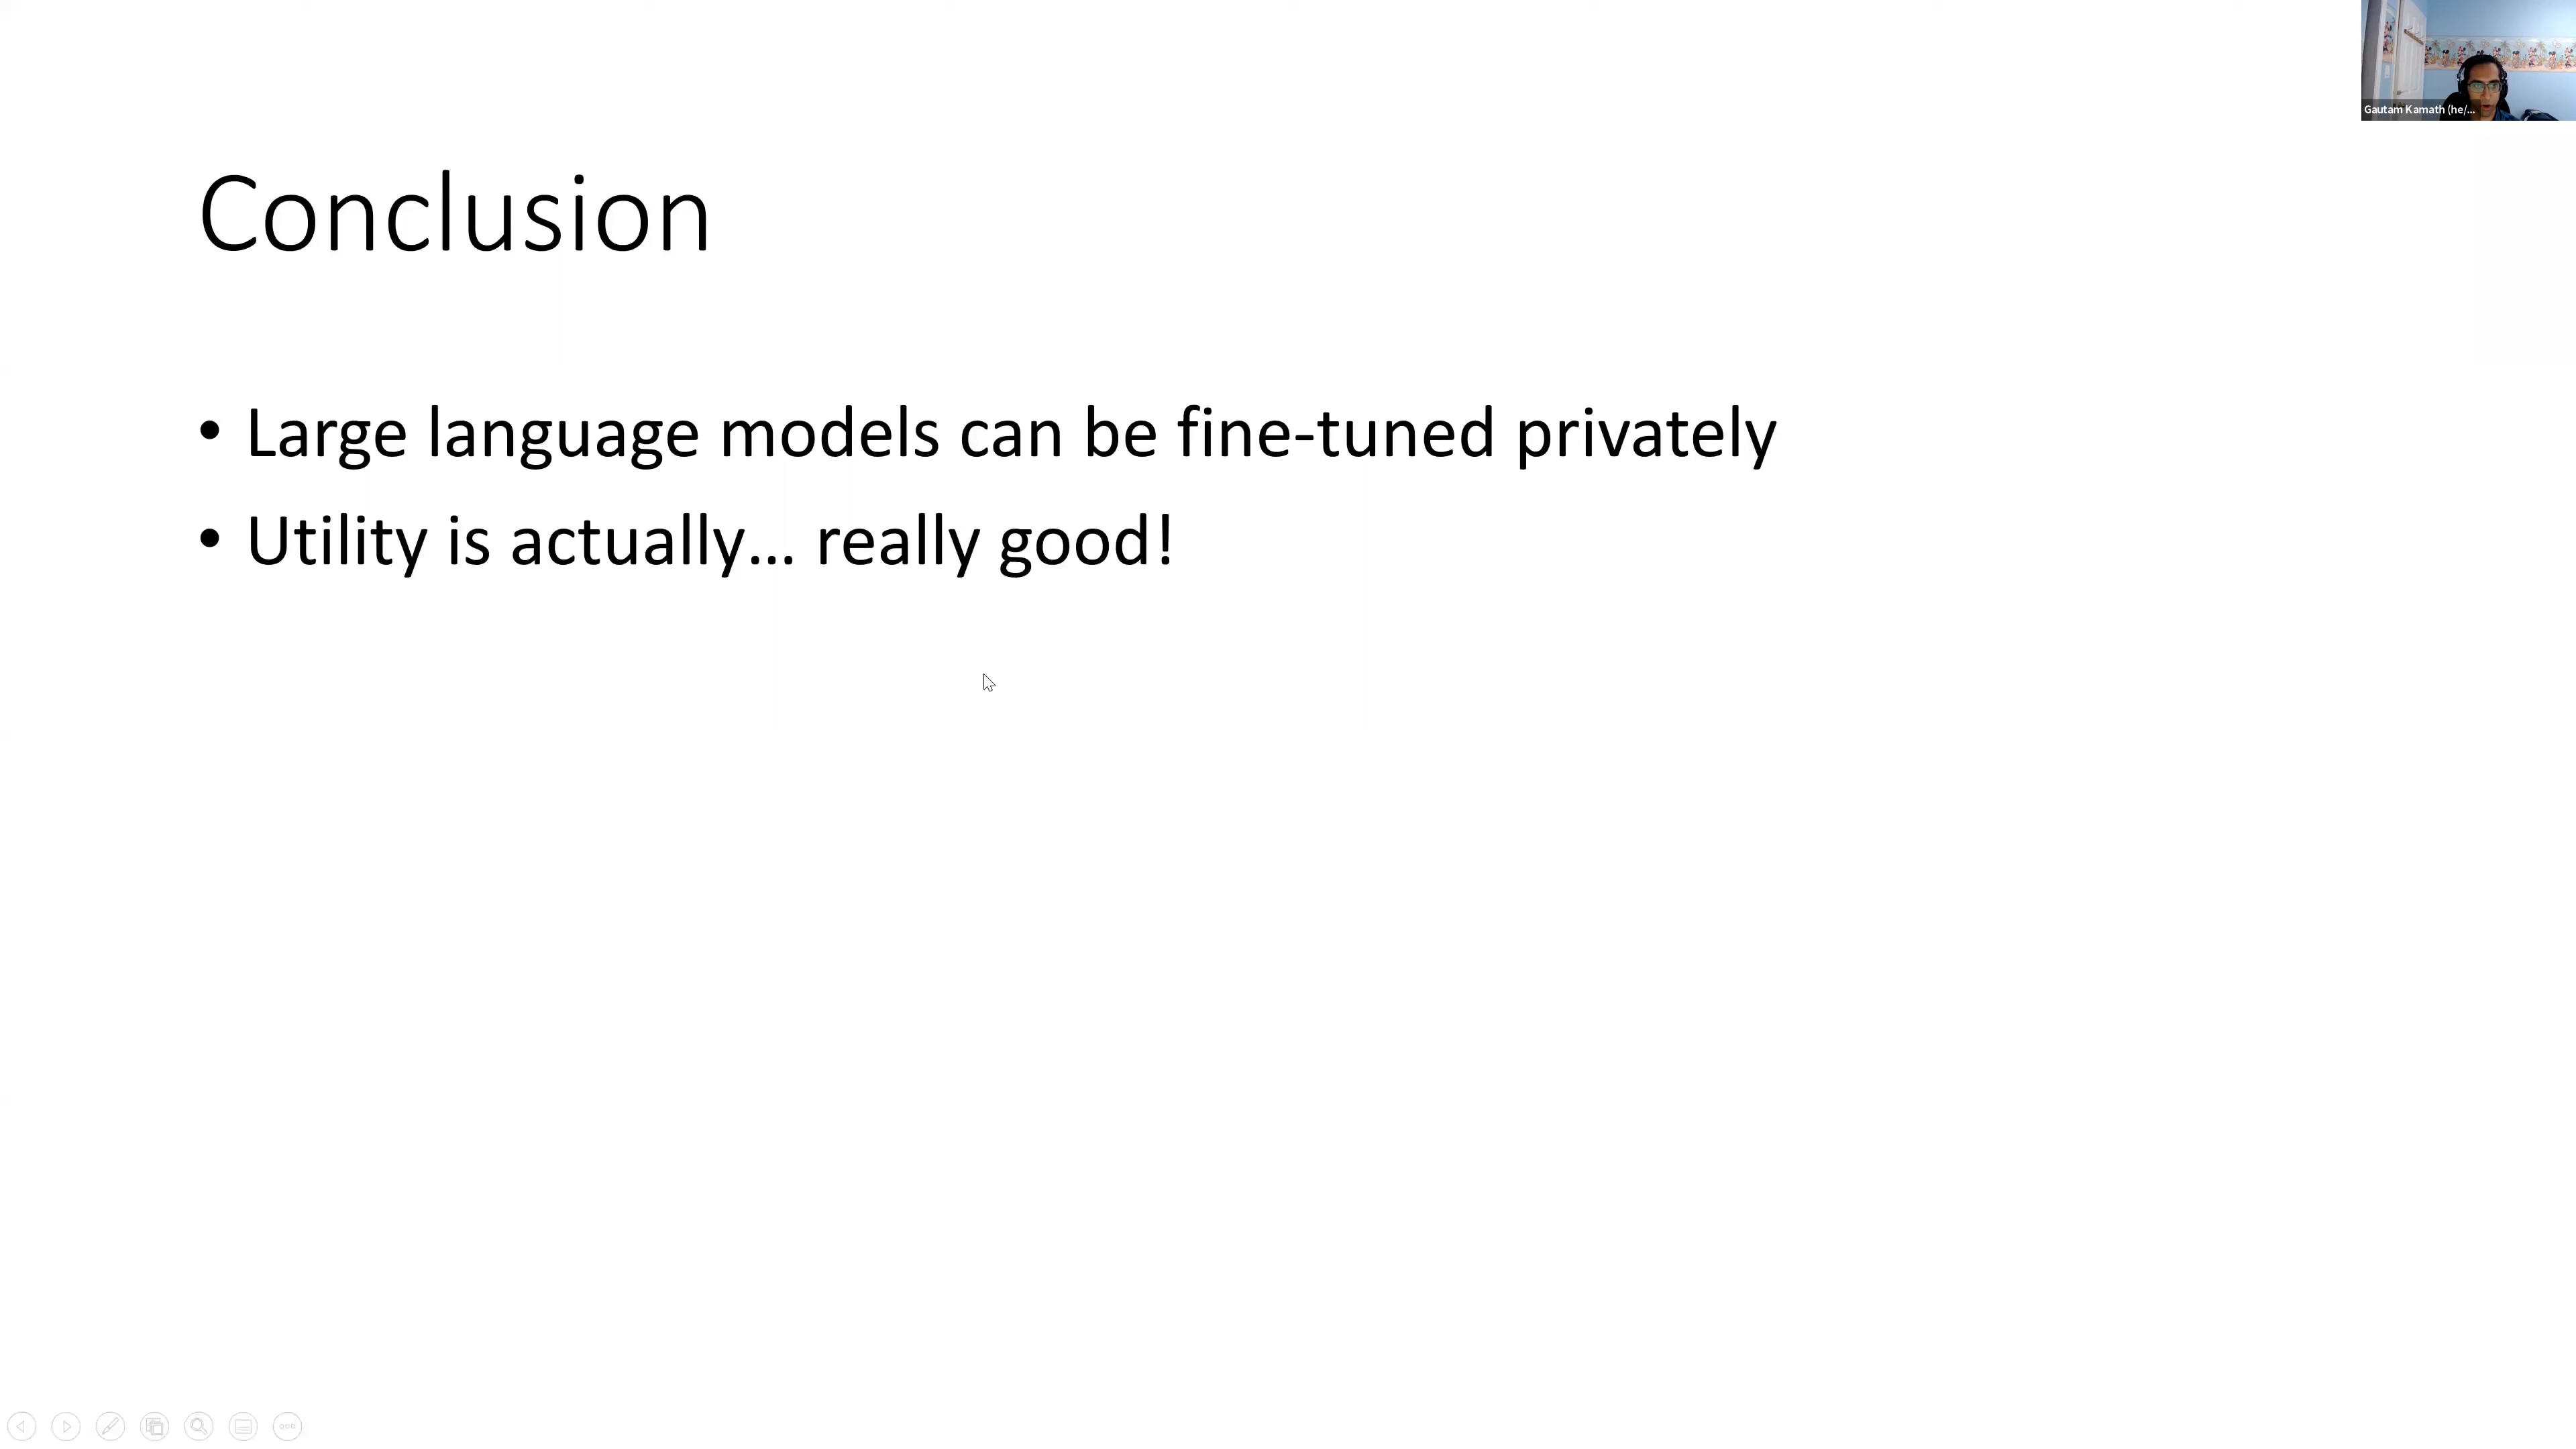 Gautam Kamath (he/...
Conclusion
• Large language models can be fine-tuned privately
• Utility is actually... really good!